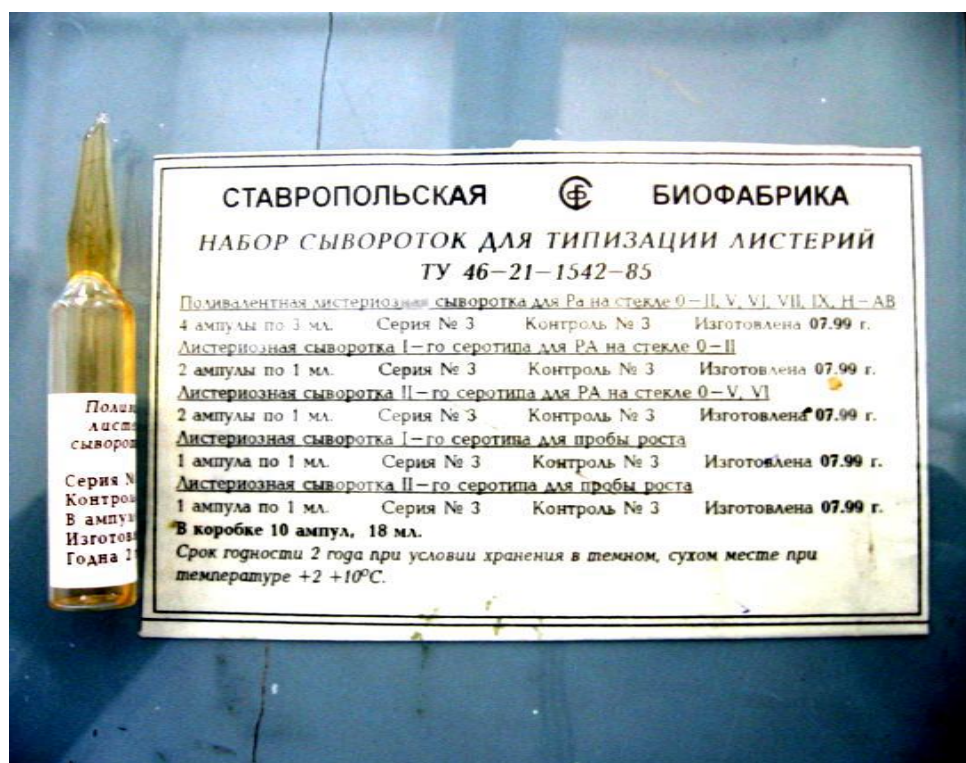 СТАВРОПОЛЬСКАЯ БИОФАБРИКА
НАБОР СЫВОРОТОК ДЛЯ ТИПИЗАЦИИ ЛИСТЕРИЙ
ТУ 46-21-1542-85
Поливалентная листериозная сыворотка для Ра на стекле 0-II, V, VI, VII, IX, Н-АВ
4 ампулы по 3 мл. Серия № 3 Контроль № 3 Изготовлена 07.99 г.
Листериозная сыворотка I-го серотипа для РА на стекле 0-II
2 ампулы по 1 мл. Серия № 3 Контроль № 3 Изготовлена 07.99 г.
Листериозная сыворотка II-го серотипа для РА на стекле 0-V, VI
2 ампулы по 1 мл. Серия № 3 Контроль № 3 Изготовлена 07.99 г.
Листериозная сыворотка I-го серотипа для пробы роста
1 ампула по 1 мл. Серия № 3 Контроль № 3 Изготовлена 07.99 г.
Листериозная сыворотка II-го серотипа для пробы роста
1 ампула по 1 мл. Серия № 3 Контроль № 3 Изготовлена 07.99 г.
В коробке 10 ампул, 18 мл.
Срок годности 2 года при условии хранения в темном, сухом месте при
температуре +2 +10°С.
Серия
В
Годна